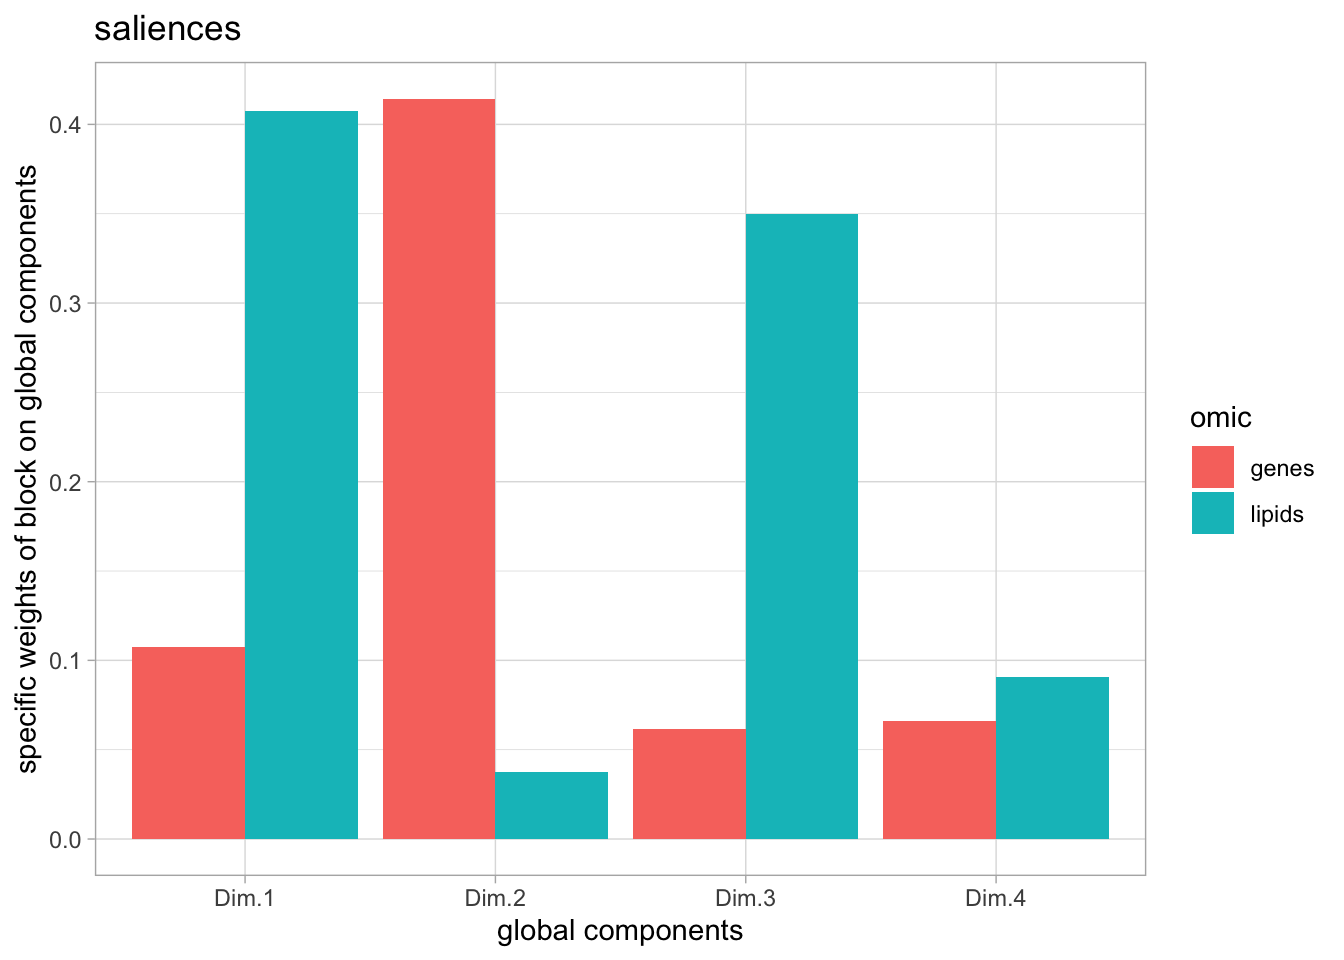 saliences
specific weights of block on global components
0.4
0.3
0.2
0.1
0.0
Dim.1 Dim.2 Dim.3 Dim.4
global components
omic
genes
lipids